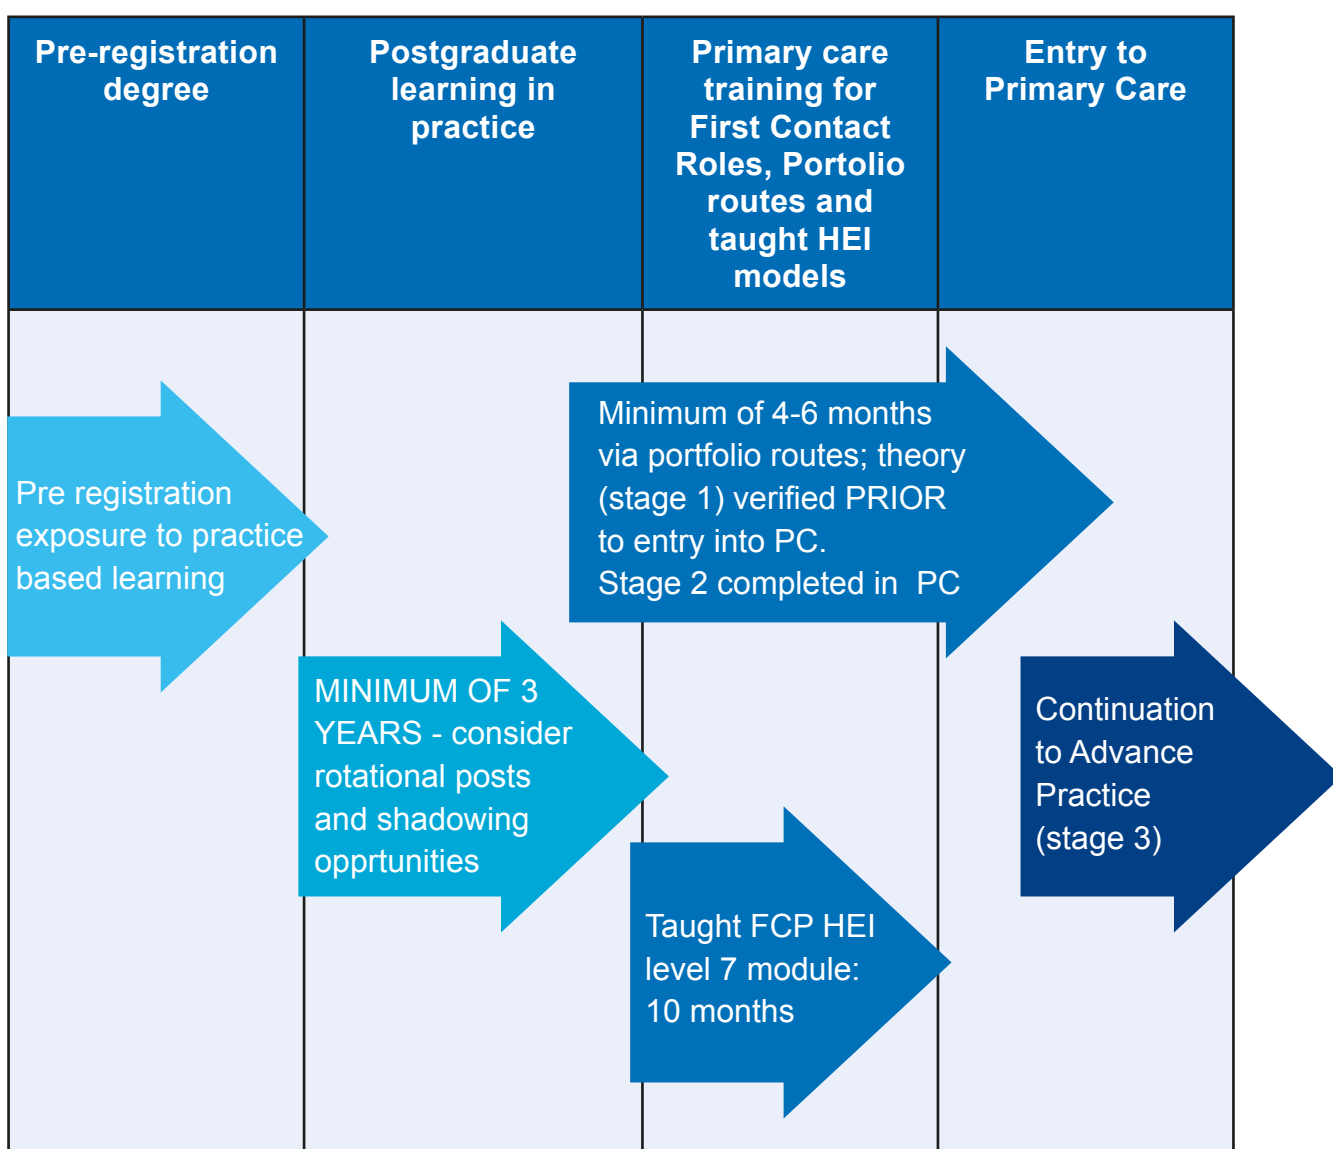 Pre-registration
degree
Postgraduate
learning in
practice
Primary care
training for
First Contact
Roles, Portolio
routes and
taught HEI
models
Entry to
Primary Care
Pre registration
exposure to practice
based learning
MINIMUM OF 3
YEARS - consider
rotational posts
and shadowing
opprtunities
Minimum of 4-6 months
via portfolio routes; theory
(stage 1) verified PRIOR
to entry into PC.
Stage 2 completed in  PC
Taught FCP HEI
level 7 module:
10 months
Continuation
to Advance
Practice
(stage 3)